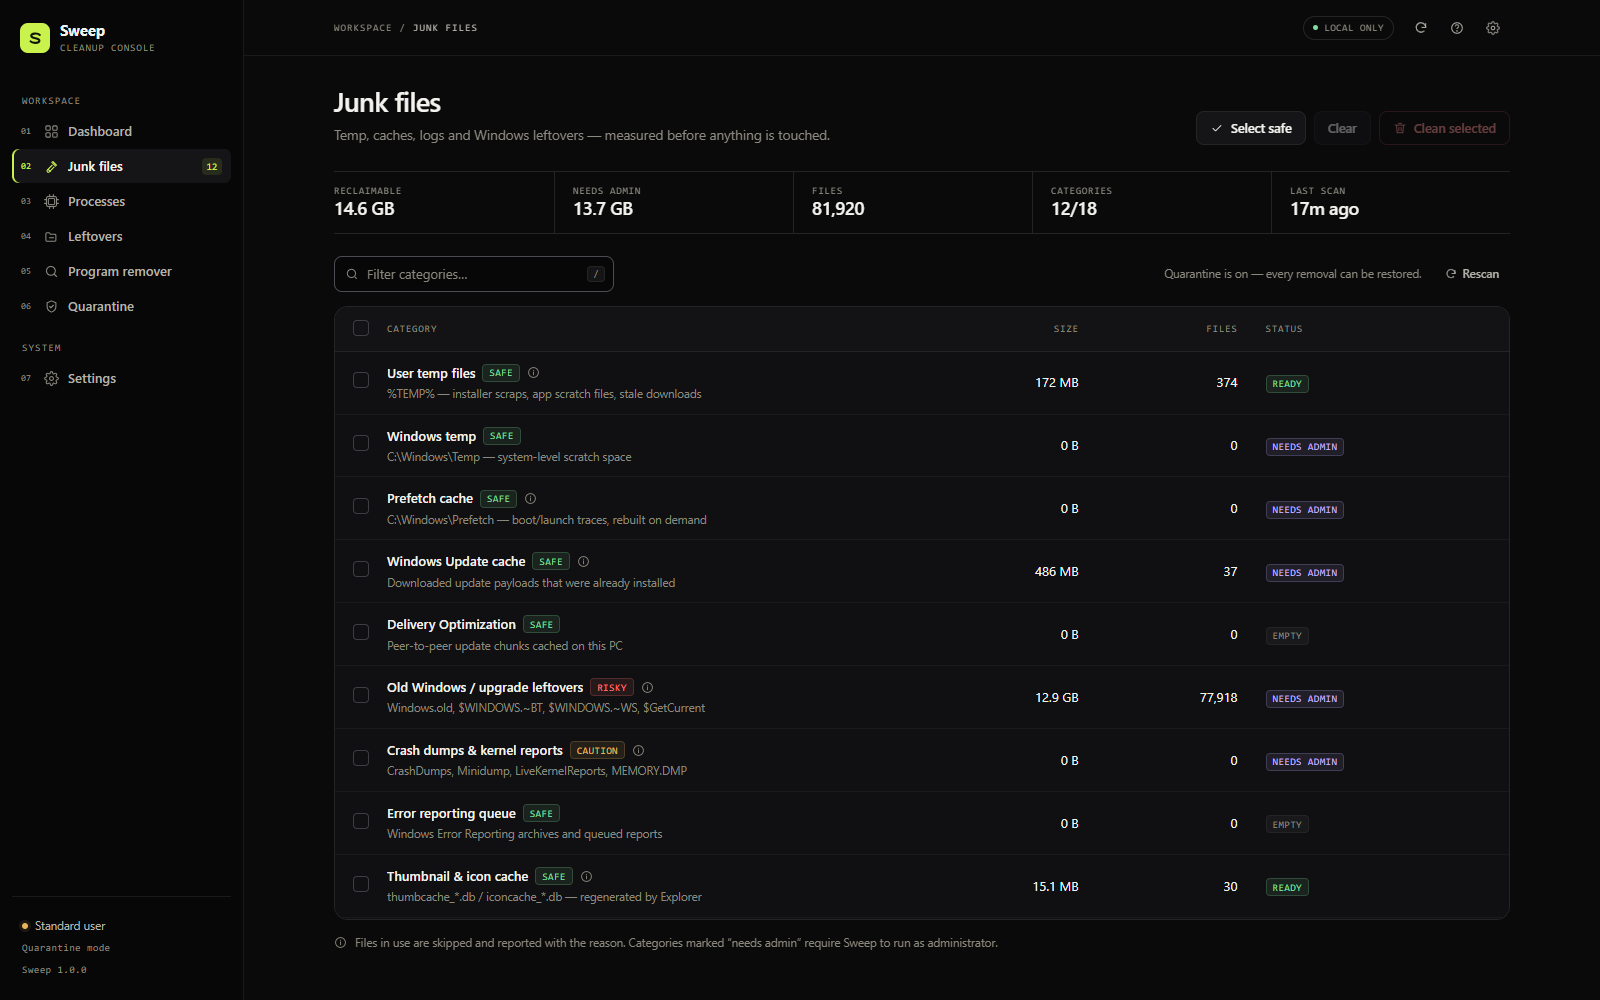 S
Sweep
CLEANUP CONSOLE
WORKSPACE
01 Dashboard
02 Junk files 12
03 Processes
04 Leftovers
05 Program remover
06 Quarantine
SYSTEM
07 Settings
Standard user
Quarantine mode
Sweep 1.0.0
WORKSPACE / JUNK FILES
LOCAL ONLY
Junk files
Temp, caches, logs and Windows leftovers — measured before anything is touched.
Select safe
Clear
Clean selected
RECLAIMABLE
14.6 GB
NEEDS ADMIN
13.7 GB
FILES
81,920
CATEGORIES
12/18
LAST SCAN
17m ago
Filter categories... /
Quarantine is on — every removal can be restored.
Rescan
CATEGORY SIZE FILES STATUS
User temp files SAFE
%TEMP% — installer scraps, app scratch files, stale downloads
172 MB 374 READY
Windows temp SAFE
C:\Windows\Temp — system-level scratch space
0 B 0 NEEDS ADMIN
Prefetch cache SAFE
C:\Windows\Prefetch — boot/launch traces, rebuilt on demand
0 B 0 NEEDS ADMIN
Windows Update cache SAFE
Downloaded update payloads that were already installed
486 MB 37 NEEDS ADMIN
Delivery Optimization SAFE
Peer-to-peer update chunks cached on this PC
0 B 0 EMPTY
Old Windows / upgrade leftovers RISKY
Windows.old, $WINDOWS.~BT, $WINDOWS.~WS, $GetCurrent
12.9 GB 77,918 NEEDS ADMIN
Crash dumps & kernel reports CAUTION
CrashDumps, Minidump, LiveKernelReports, MEMORY.DMP
0 B 0 NEEDS ADMIN
Error reporting queue SAFE
Windows Error Reporting archives and queued reports
0 B 0 EMPTY
Thumbnail & icon cache SAFE
thumbcache_*.db / iconcache_*.db — regenerated by Explorer
15.1 MB 30 READY
Files in use are skipped and reported with the reason. Categories marked “needs admin” require Sweep to run as administrator.